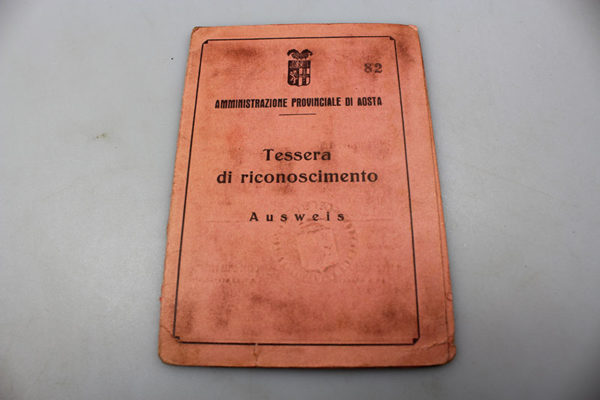 82
AMMINISTRAZIONE PROVINCIALE DI AOSTA
Tessera
di riconoscimento
Ausweis